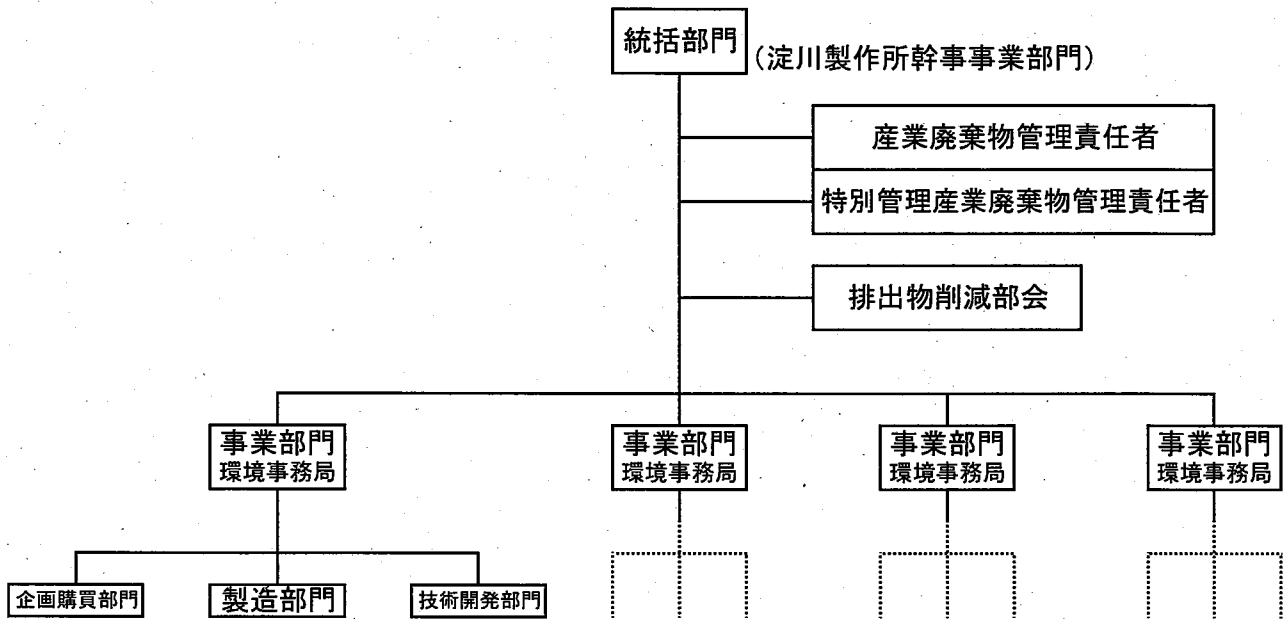 統括部門
(淀川製作所幹事事業部門)
産業廃棄物管理責任者
特別管理産業廃棄物管理責任者
排出物削減部会
事業部門
環境事務局
事業部門
環境事務局
事業部門
環境事務局
事業部門
環境事務局
企画購買部門
製造部門
技術開発部門